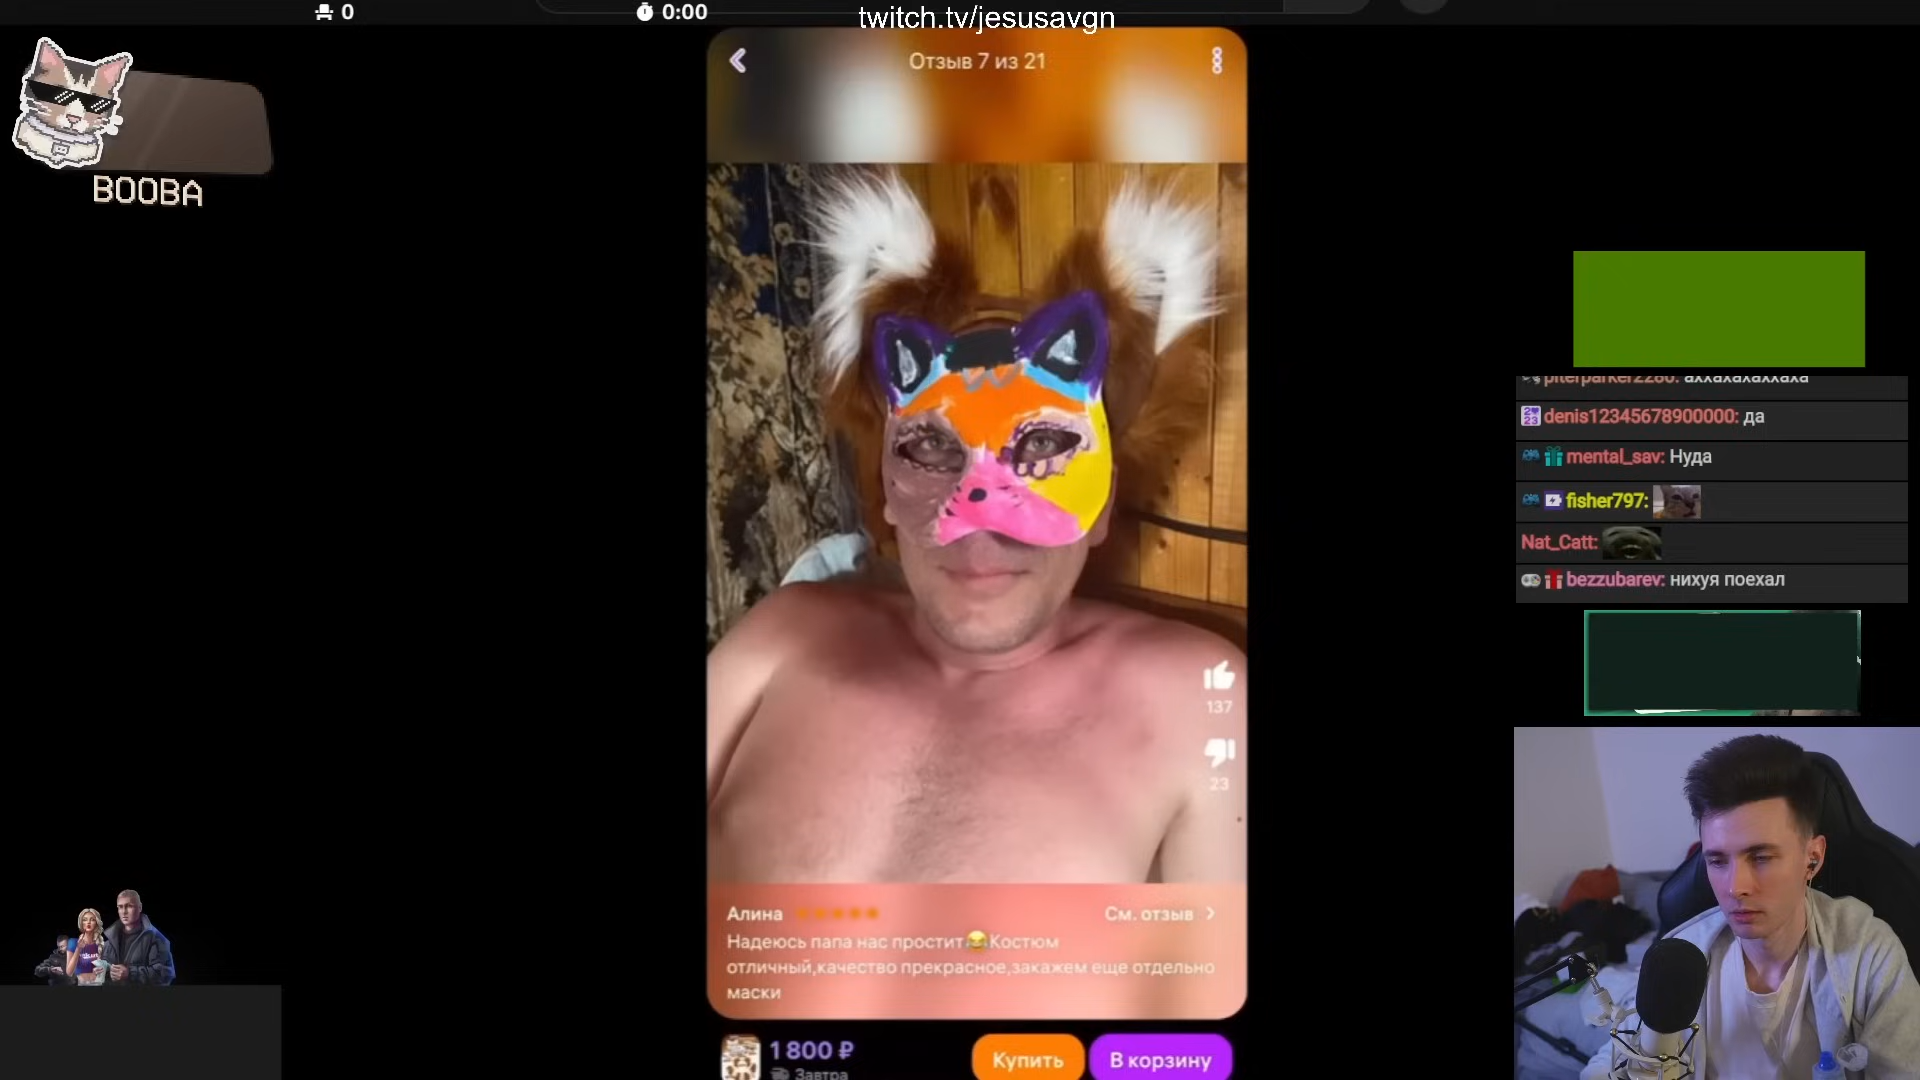 0
0:00
twitch.tv/jesusavgn
Отзыв 7 из 21
BOOBA
piterparker2280: аххахахаххаха
denis12345678900000: да
mental_sav: Нуда
fisher797:
Nat_Catt:
bezzubarev: нихуя поехал
137
23
Алина
См. отзыв
Надеюсь папа нас простит😂Костюм
отличный,качество прекрасное,закажем еще отдельно
маски
1 800 ₽
Завтра
Купить
В корзину